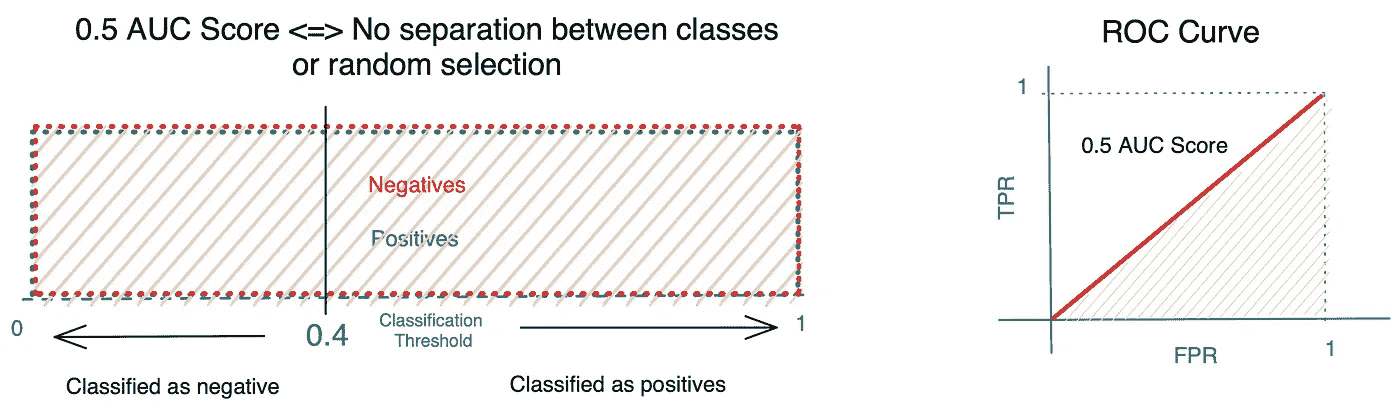 0.5 AUC Score <=> No separation between classes
or random selection
Negatives
Positives
0
0.4
Classification
Threshold
1
Classified as negative
Classified as positives
ROC Curve
1
0.5 AUC Score
TPR
FPR
1